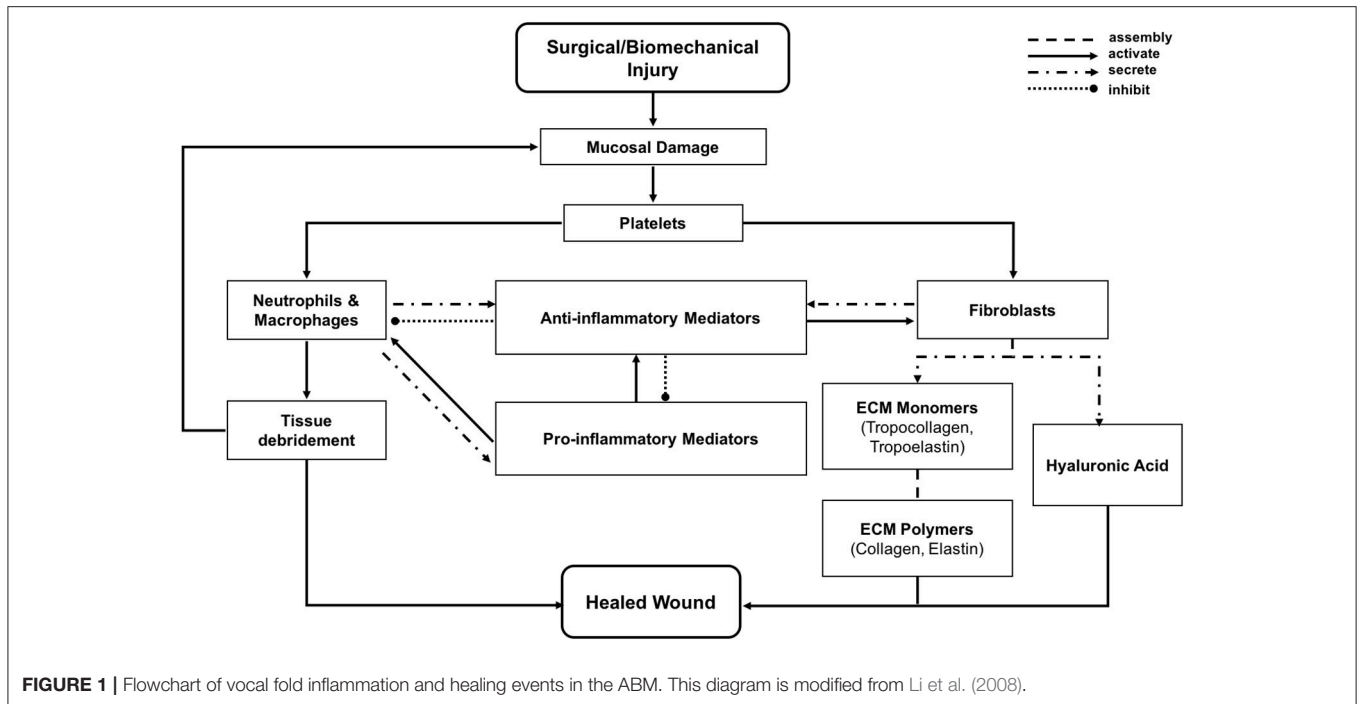 Surgical/Biomechanical
Injury
assembly
activate
secrete
inhibit
Mucosal Damage
Platelets
Neutrophils &
Macrophages
Anti-inflammatory Mediators
Fibroblasts
Tissue
debridement
Pro-inflammatory Mediators
ECM Monomers
(Tropocollagen,
Tropoelastin)
Hyaluronic Acid
ECM Polymers
(Collagen, Elastin)
Healed Wound
FIGURE 1 | Flowchart of vocal fold inflammation and healing events in the ABM. This diagram is modified from Li et al. (2008).